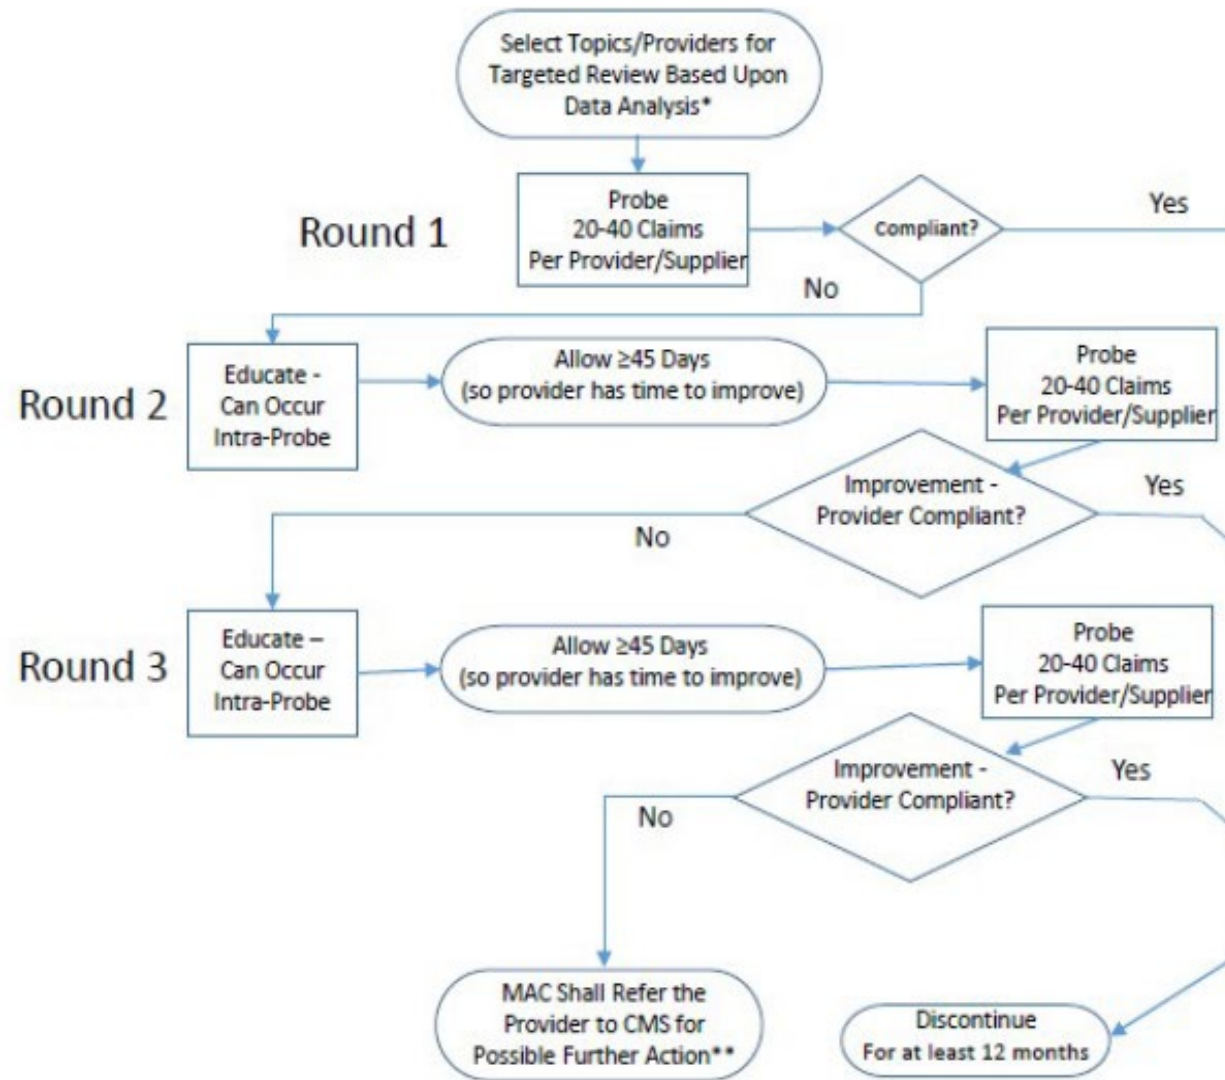 Select Topics/Providers for
Targeted Review Based Upon
Data Analysis*
Round 1
Probe
20-40 Claims
Per Provider/Supplier
Compliant?
Yes
No
Round 2
Educate -
Can Occur
Intra-Probe
Allow ≥45 Days
(so provider has time to improve)
Probe
20-40 Claims
Per Provider/Supplier
Improvement -
Provider Compliant?
Yes
No
Round 3
Educate –
Can Occur
Intra-Probe
Allow ≥45 Days
(so provider has time to improve)
Probe
20-40 Claims
Per Provider/Supplier
Improvement -
Provider Compliant?
Yes
No
MAC Shall Refer the
Provider to CMS for
Possible Further Action**
Discontinue
For at least 12 months